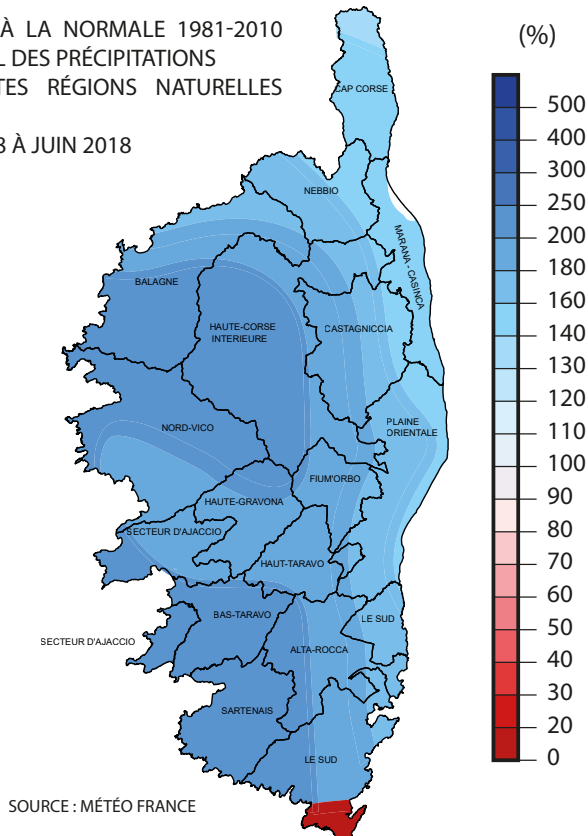 À LA NORMALE 1981-2010
DES PRÉCIPITATIONS
RÉGIONS NATURELLES
À JUIN 2018
(%)
500
400
300
250
200
180
160
140
130
120
110
100
90
80
70
60
50
40
30
20
0
CAP CORSE
NEBBIO
MARANA - CASINCA
BALAGNE
HAUTE-CORSE
INTERIEURE
CASTAGNICCIA
NORD-VICO
PLAINE
ORIENTALE
FIUM'ORBO
HAUTE-GRAVONA
SECTEUR D'AJACCIO
HAUT-TARAVO
BAS-TARAVO
LE SUD
SECTEUR D'AJACCIO
ALTA-ROCCA
SARTENAIS
LE SUD
SOURCE : MÉTÉO FRANCE